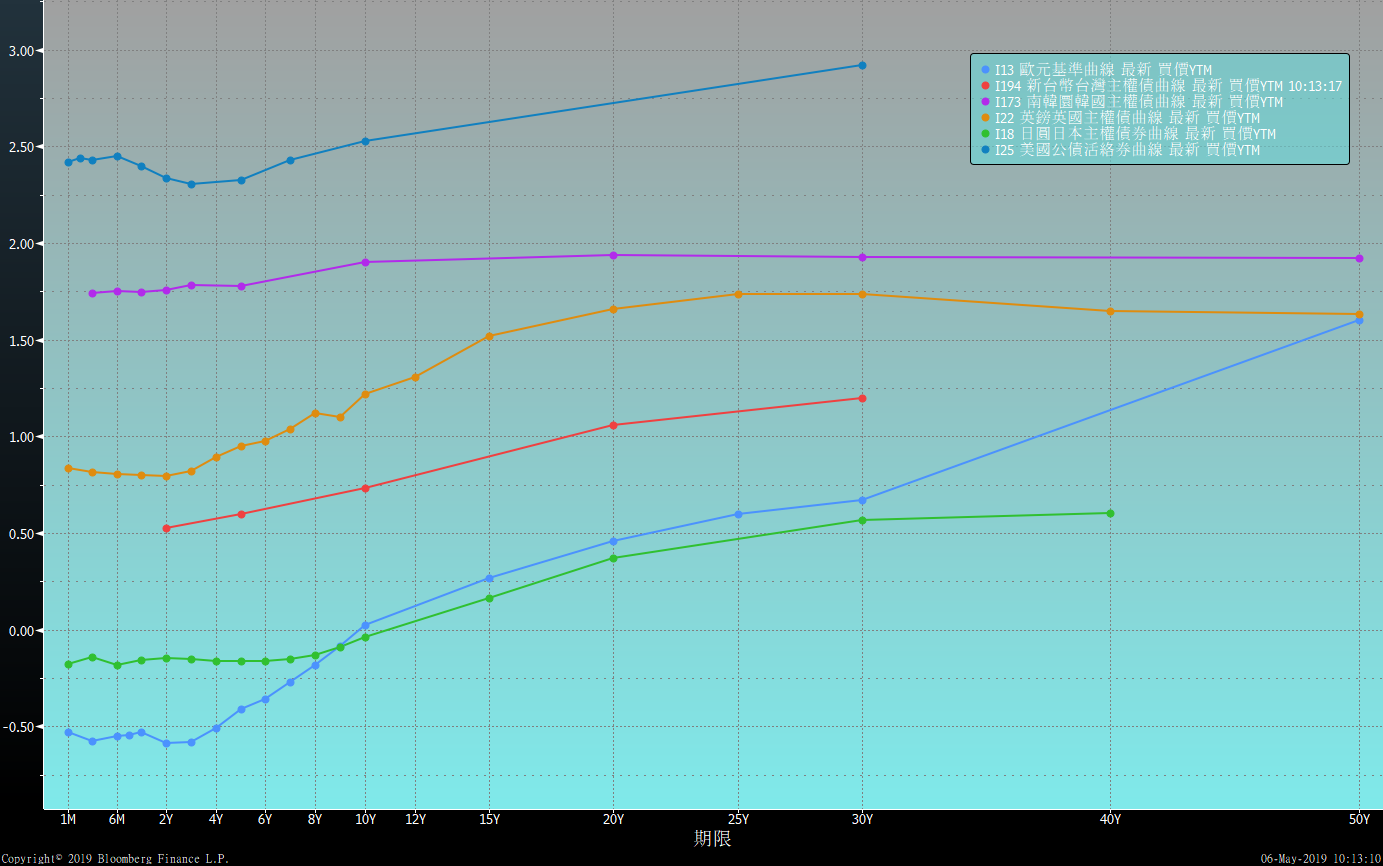 3.00
2.50
2.00
1.50
1.00
0.50
0.00
-0.50
I13 歐元基準曲線 最新 買價YTM
I194 新台幣台灣主權債曲線 最新 買價YTM 10:13:17
I173 南韓圜韓國主權債曲線 最新 買價YTM
I22 英鎊英國主權債曲線 最新 買價YTM
I18 日圓日本主權債券曲線 最新 買價YTM
I25 美國公債活絡券曲線 最新 買價YTM
1M 6M 2Y 4Y 6Y 8Y 10Y 12Y 15Y 20Y 25Y 30Y 40Y 50Y
期限
Copyright© 2019 Bloomberg Finance L.P. 06-May-2019 10:13:10